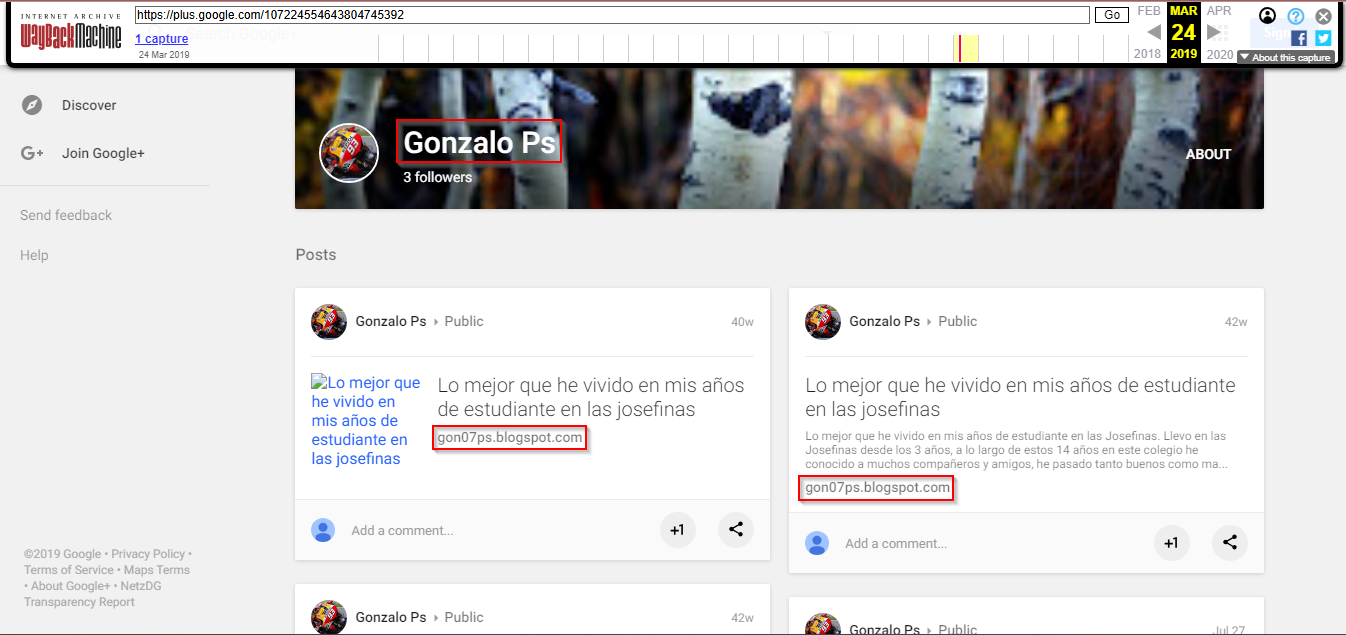 INTERNET ARCHIVE
WayBackMachine
https://plus.google.com/107224554643804745392
Go
FEB
MAR
APR
1 capture
24
24 Mar 2019
2018
2019
2020
About this capture
Discover
G+ Join Google+
Send feedback
Help
Gonzalo Ps
3 followers
ABOUT
Posts
Gonzalo Ps ‣ Public
40w
Lo mejor que
he vivido en
mis años de
estudiante en
las josefinas
Lo mejor que he vivido en mis años
de estudiante en las josefinas
gon07ps.blogspot.com
Add a comment...
+1
Gonzalo Ps ‣ Public
42w
Lo mejor que he vivido en mis años de estudiante
en las josefinas
Lo mejor que he vivido en mis años de estudiante en las Josefinas. Llevo en las
Josefinas desde los 3 años, a lo largo de estos 14 años en este colegio he
conocido a muchos compañeros y amigos, he pasado tanto buenos como ma...
gon07ps.blogspot.com
Add a comment...
+1
Gonzalo Ps ‣ Public
42w
Gonzalo Ps ‣ Public
Jul 27
©2019 Google • Privacy Policy •
Terms of Service • Maps Terms
• About Google+ • NetzDG
Transparency Report